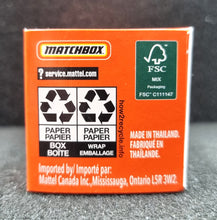 MATCHBOX
? service.mattel.com
FSC
MIX
Packaging
FSC® C111147
PAPER
PAPIER
PAPER
PAPIER
BOX
BOÎTE
WRAP
EMBALLAGE
how2recycle.info
MADE IN THAILAND.
FABRIQUÉ EN
THAÏLANDE.
Imported by/Importé par:
Mattel Canada Inc., Mississauga, Ontario L5R 3W2.